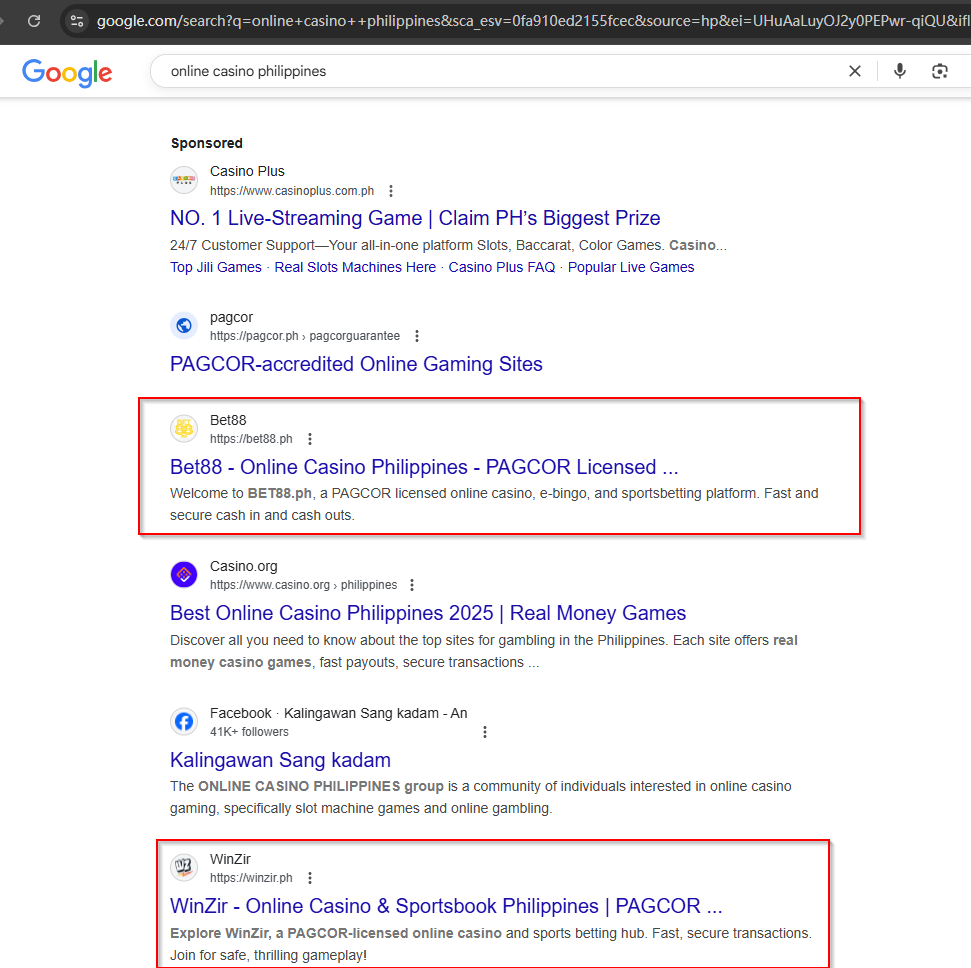 google.com/search?q=online+casino++philippines&sca_esv=0fa910ed2155fcec&source=hp&ei=UHuAaLuyOJ2y0PEPwr-qiQU&ifl
Google
online casino philippines
Sponsored
Casino Plus
https://www.casinoplus.com.ph
NO. 1 Live-Streaming Game | Claim PH’s Biggest Prize
24/7 Customer Support—Your all-in-one platform Slots, Baccarat, Color Games. Casino...
Top Jili Games · Real Slots Machines Here · Casino Plus FAQ · Popular Live Games
pagcor
https://pagcor.ph › pagcorguarantee
PAGCOR-accredited Online Gaming Sites
Bet88
https://bet88.ph
Bet88 - Online Casino Philippines - PAGCOR Licensed ...
Welcome to BET88.ph, a PAGCOR licensed online casino, e-bingo, and sportsbetting platform. Fast and
secure cash in and cash outs.
Casino.org
https://www.casino.org › philippines
Best Online Casino Philippines 2025 | Real Money Games
Discover all you need to know about the top sites for gambling in the Philippines. Each site offers real
money casino games, fast payouts, secure transactions ...
Facebook · Kalingawan Sang kadam - An
41K+ followers
Kalingawan Sang kadam
The ONLINE CASINO PHILIPPINES group is a community of individuals interested in online casino
gaming, specifically slot machine games and online gambling.
WinZir
https://winzir.ph
WinZir - Online Casino & Sportsbook Philippines | PAGCOR ...
Explore WinZir, a PAGCOR-licensed online casino and sports betting hub. Fast, secure transactions.
Join for safe, thrilling gameplay!